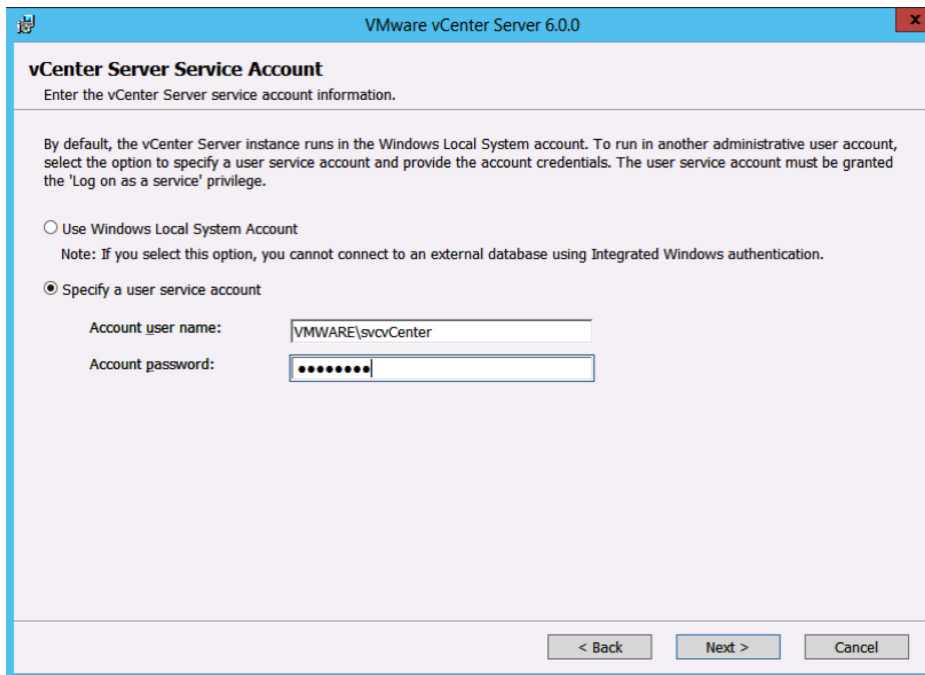 VMware vCenter Server 6.0.0
x
vCenter Server Service Account
Enter the vCenter Server service account information.
By default, the vCenter Server instance runs in the Windows Local System account. To run in another administrative user account,
select the option to specify a user service account and provide the account credentials. The user service account must be granted
the 'Log on as a service' privilege.
Use Windows Local System Account
Note: If you select this option, you cannot connect to an external database using Integrated Windows authentication.
Specify a user service account
Account user name: VMWARE\svcvCenter
Account password: ●●●●●●●●
< Back Next > Cancel